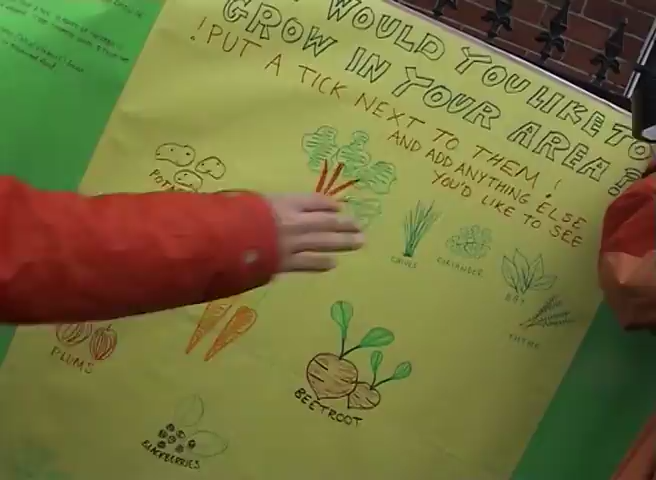 WOULD YOU LIKE TO
GROW IN YOUR AREA?
! PUT A TICK NEXT TO THEM!
AND ADD ANYTHING ELSE
YOU'D LIKE TO SEE
CHIVES
CORIANDER
BAY
THYME
PLUMS
BEETROOT
BLACKBERRIES